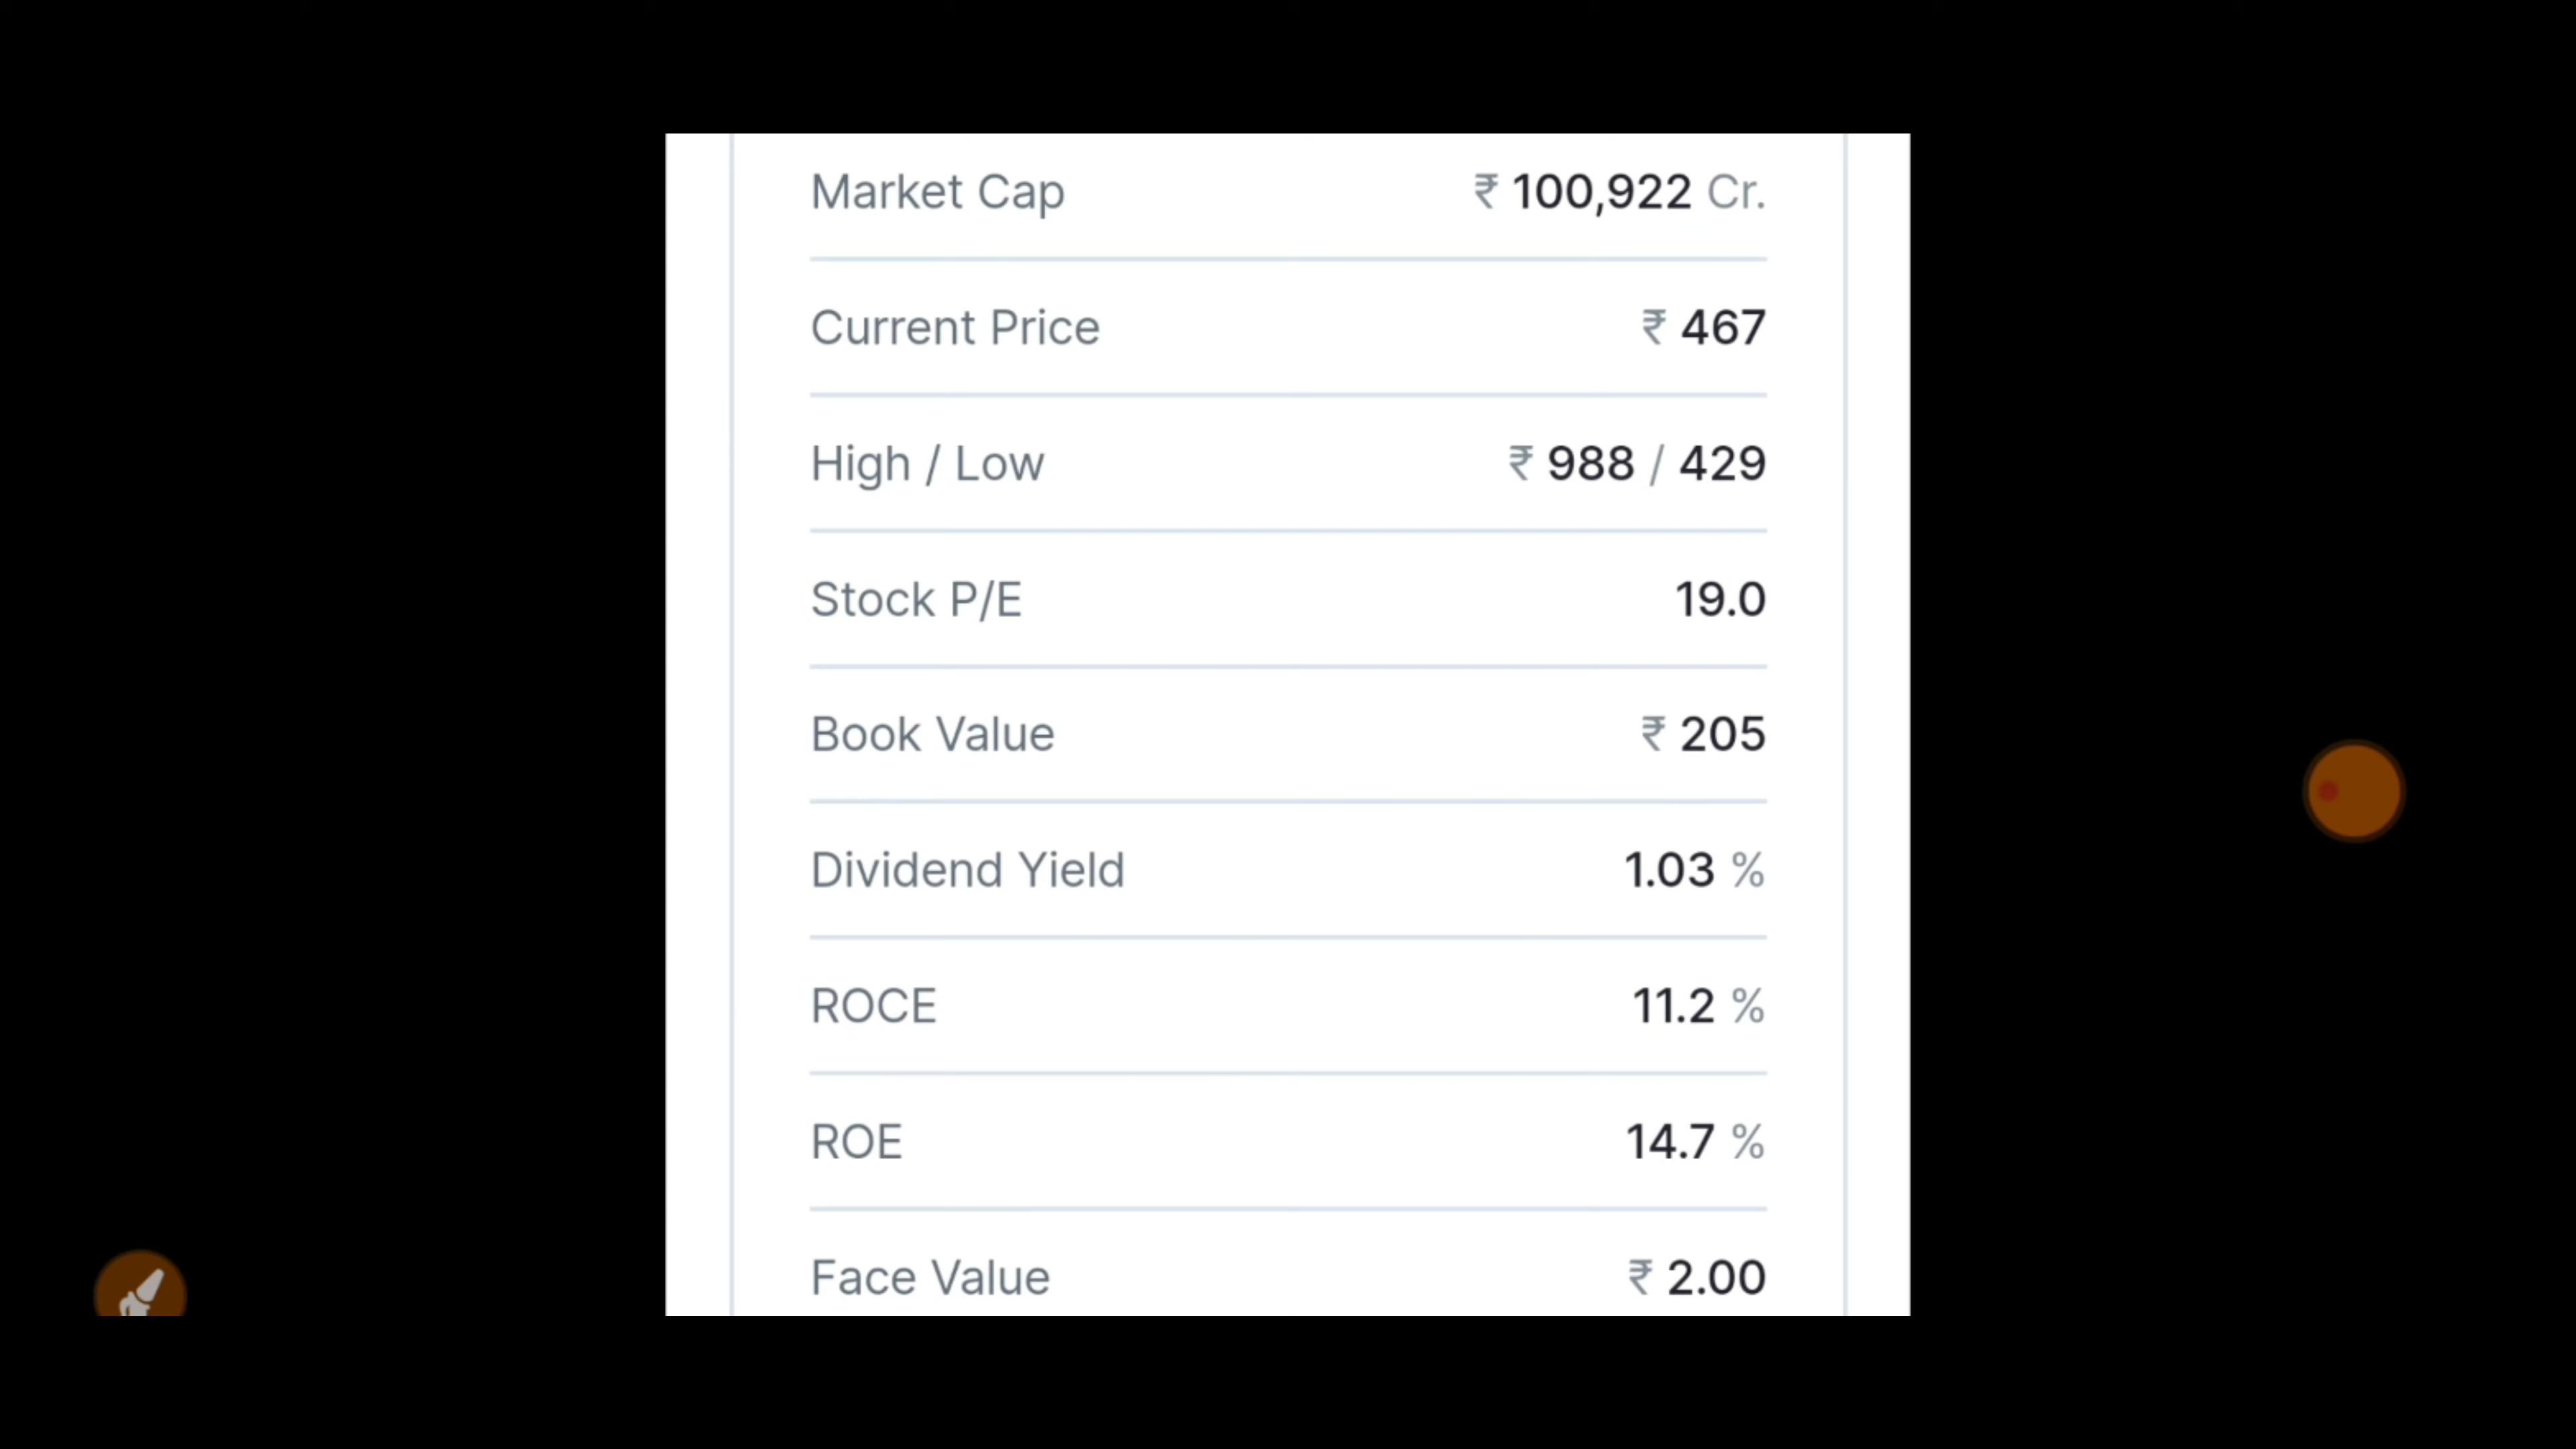 Market Cap ₹ 100,922 Cr.
Current Price ₹ 467
High / Low ₹ 988 / 429
Stock P/E 19.0
Book Value ₹ 205
Dividend Yield 1.03 %
ROCE 11.2 %
ROE 14.7 %
Face Value ₹ 2.00